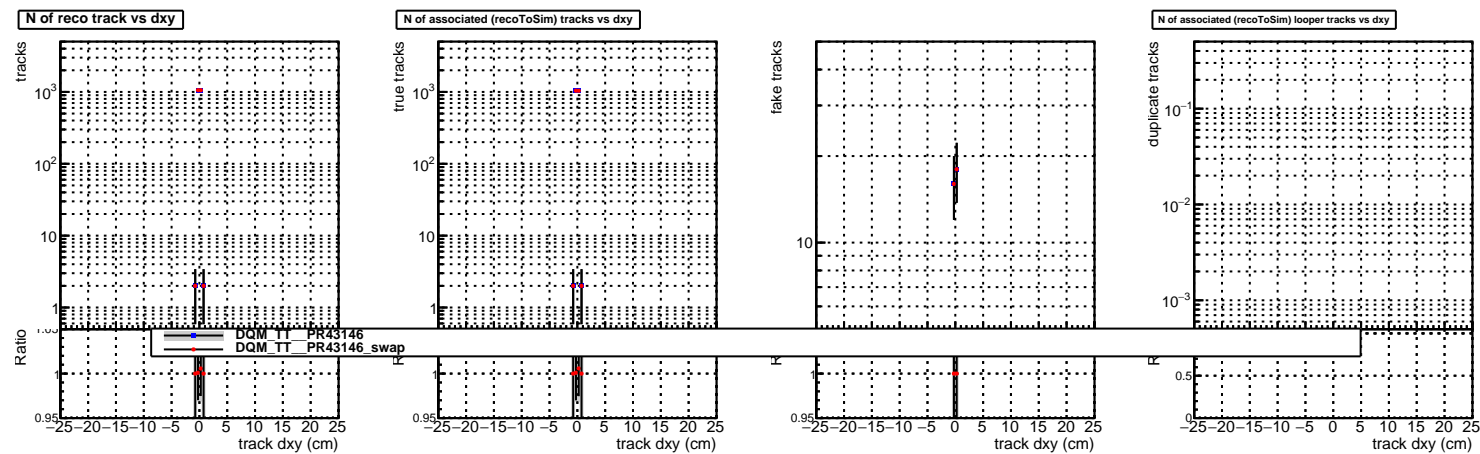 N of reco track vs dxy
tracks
10³
10²
10
1
Ratio
1
0.95
−25 −20 −15 −10 −5 0 5 10 15 20 25
track dxy (cm)
N of associated (recoToSim) tracks vs dxy
true tracks
10³
10²
10
1
1
0.95
−25 −20 −15 −10 −5 0 5 10 15 20 25
track dxy (cm)
fake tracks
10
1
0.95
−25 −20 −15 −10 −5 0 5 10 15 20 25
track dxy (cm)
N of associated (recoToSim) looper tracks vs dxy
duplicate tracks
10⁻¹
10⁻²
10⁻³
0.5
0
−25 −20 −15 −10 −5 0 5 10 15 20 25
track dxy (cm)
DQM_TT__PR43146
DQM_TT__PR43146_swap